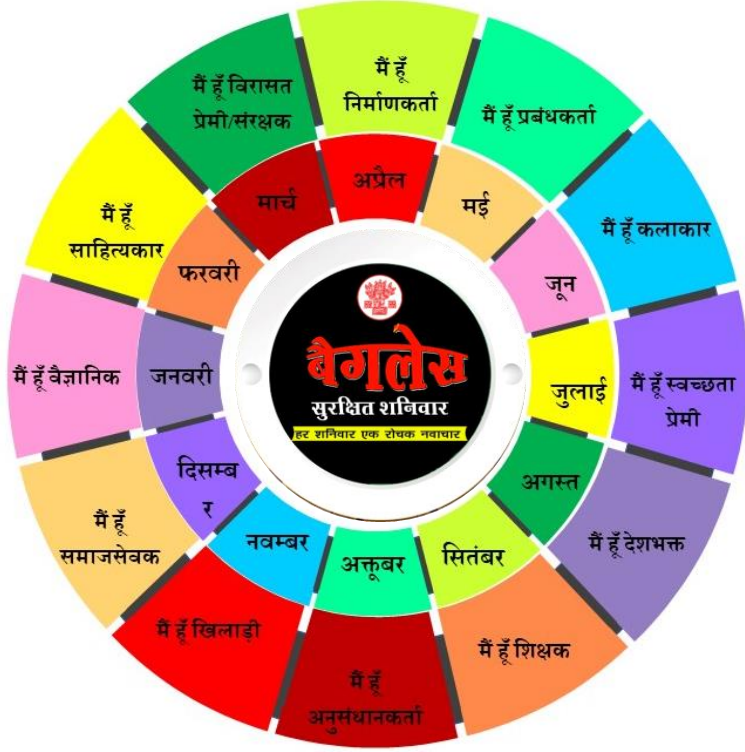 मैं हूँ
निर्माणकर्ता
अप्रैल
मैं हूँ प्रबंधकर्ता
मई
मैं हूँ कलाकार
जून
मैं हूँ स्वच्छता
प्रेमी
जुलाई
मैं हूँ देशभक्त
अगस्त
मैं हूँ शिक्षक
सितंबर
मैं हूँ
अनुसंधानकर्ता
अक्तूबर
मैं हूँ खिलाड़ी
नवम्बर
मैं हूँ
समाजसेवक
दिसम्ब
र
मैं हूँ वैज्ञानिक
जनवरी
मैं हूँ
साहित्यकार
फरवरी
मैं हूँ विरासत
प्रेमी/संरक्षक
मार्च
बैगलेस
सुरक्षित शनिवार
हर शनिवार एक रोचक नवाचार